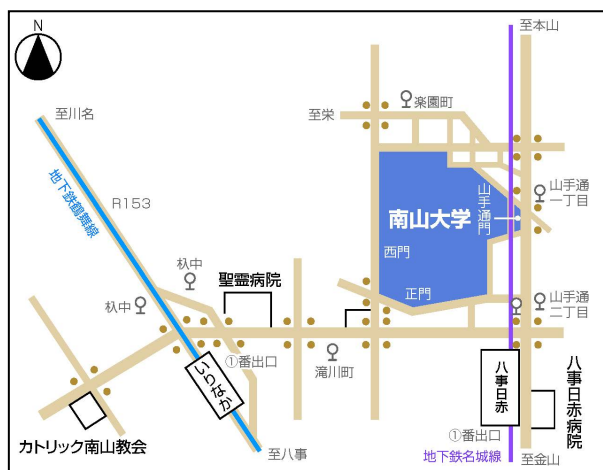 N
至本山
楽園町
至栄
至川名
地下鉄鶴舞線
R153
山手通門
山手通
一丁目
南山大学
西門
正門
杁中
聖霊病院
杁中
山手通
二丁目
①番出口
滝川町
いりなか
八事日赤
八事日赤病院
カトリック南山教会
至八事
①番出口
地下鉄名城線
至金山